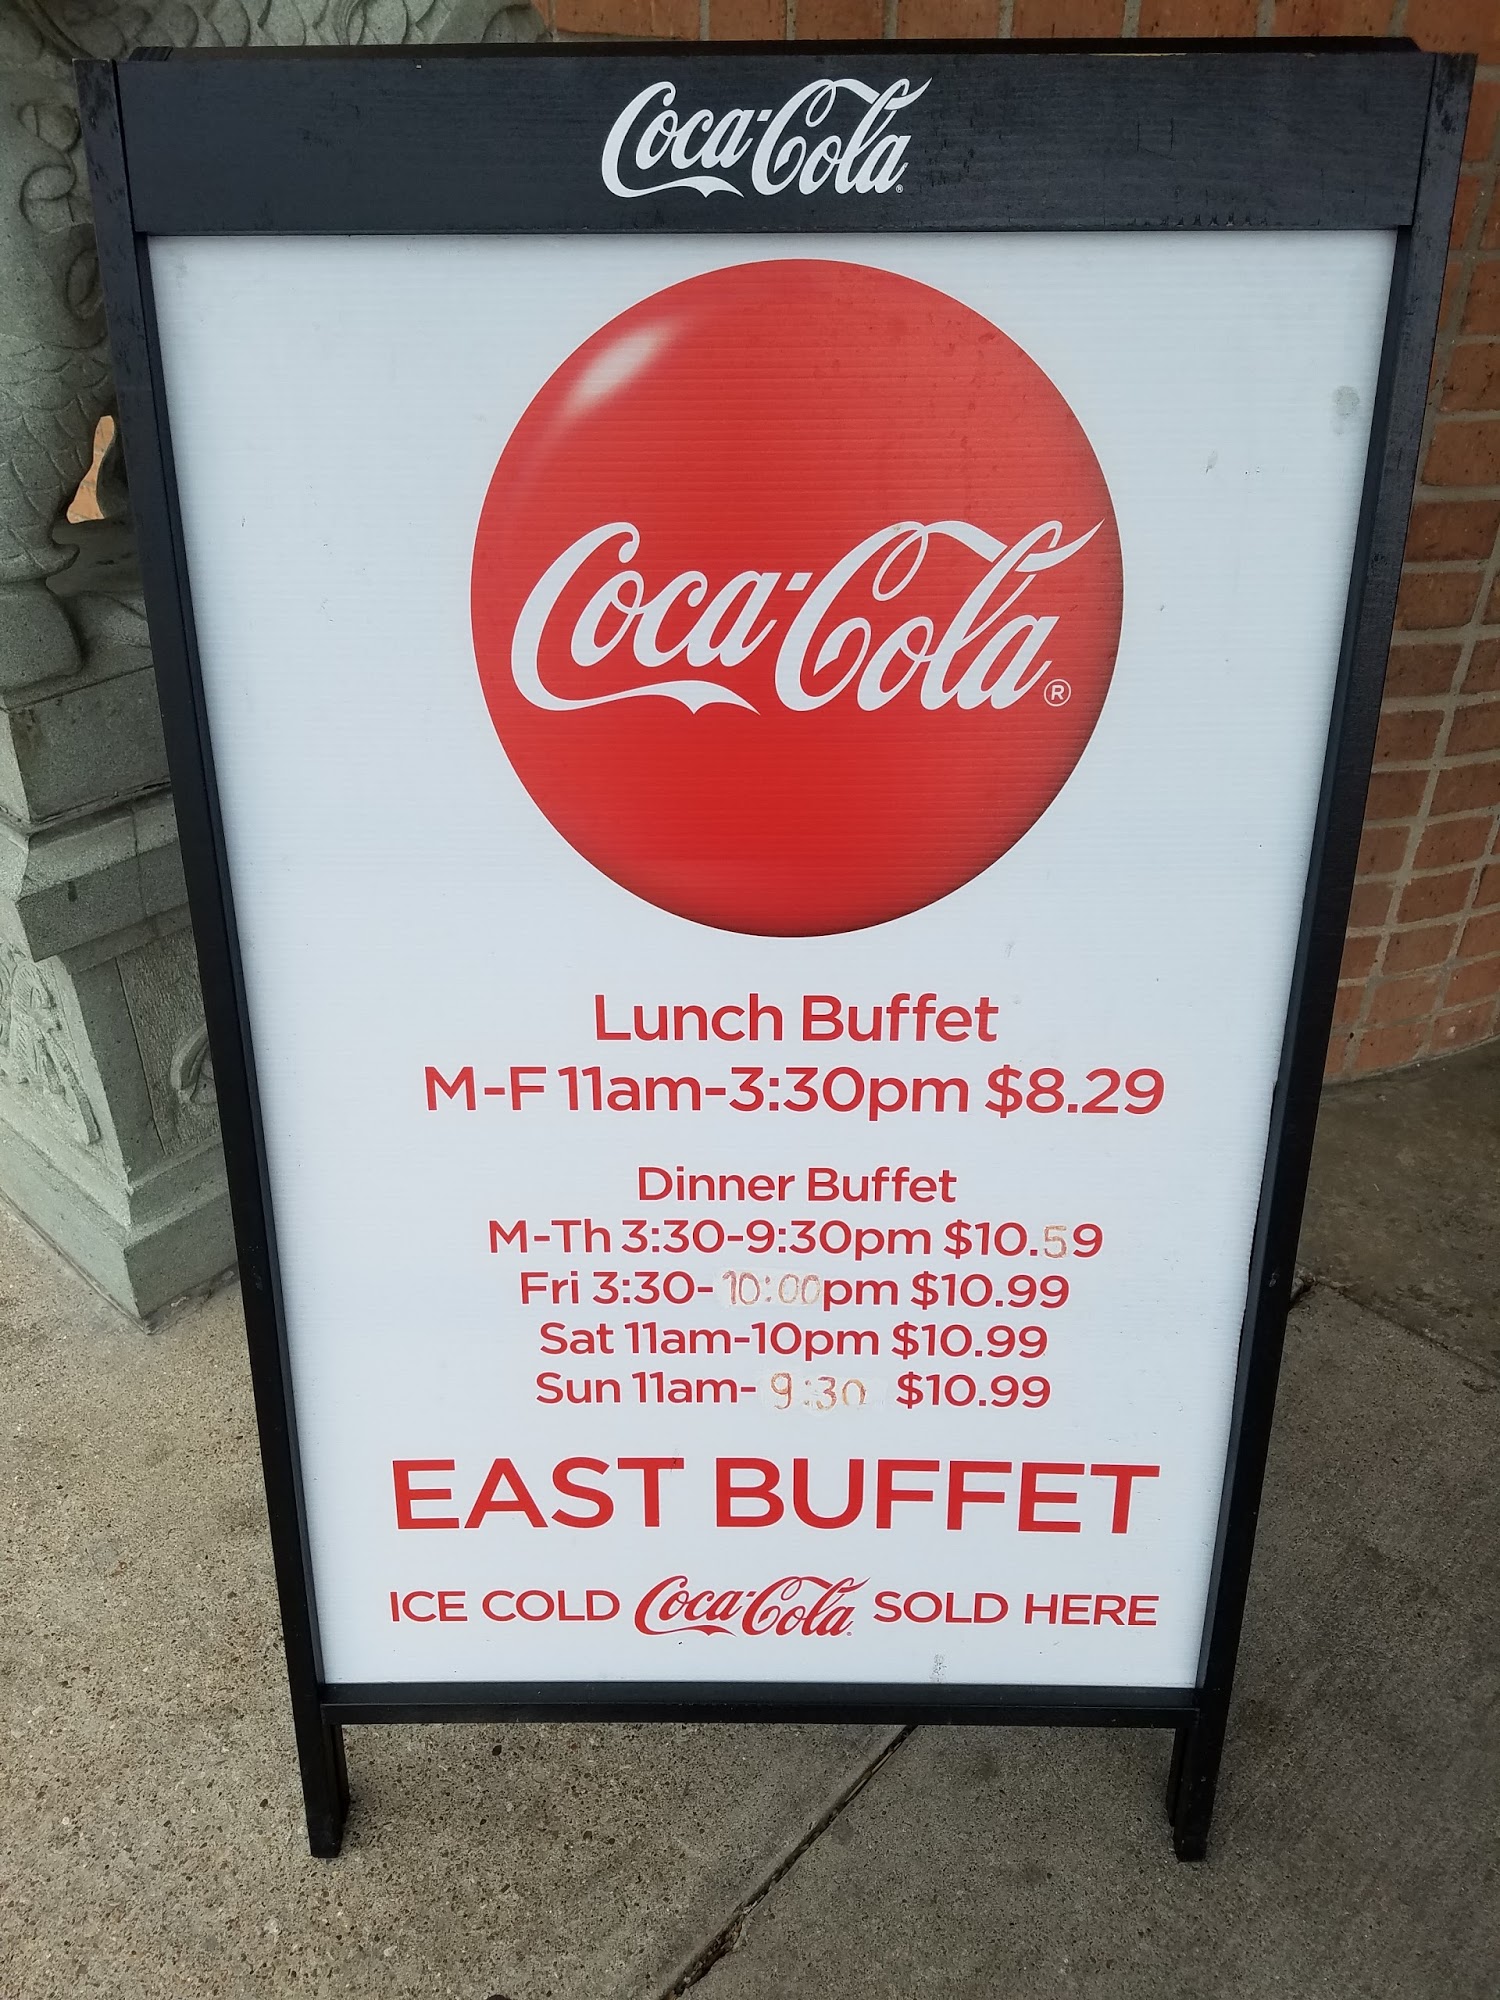 Coca-Cola
Coca-Cola®
Lunch Buffet
M-F 11am-3:30pm $8.29
Dinner Buffet
M-Th 3:30-9:30pm $10.59
Fri 3:30-10:00pm $10.99
Sat 11am-10pm $10.99
Sun 11am-9:30 $10.99
EAST BUFFET
ICE COLD Coca-Cola SOLD HERE